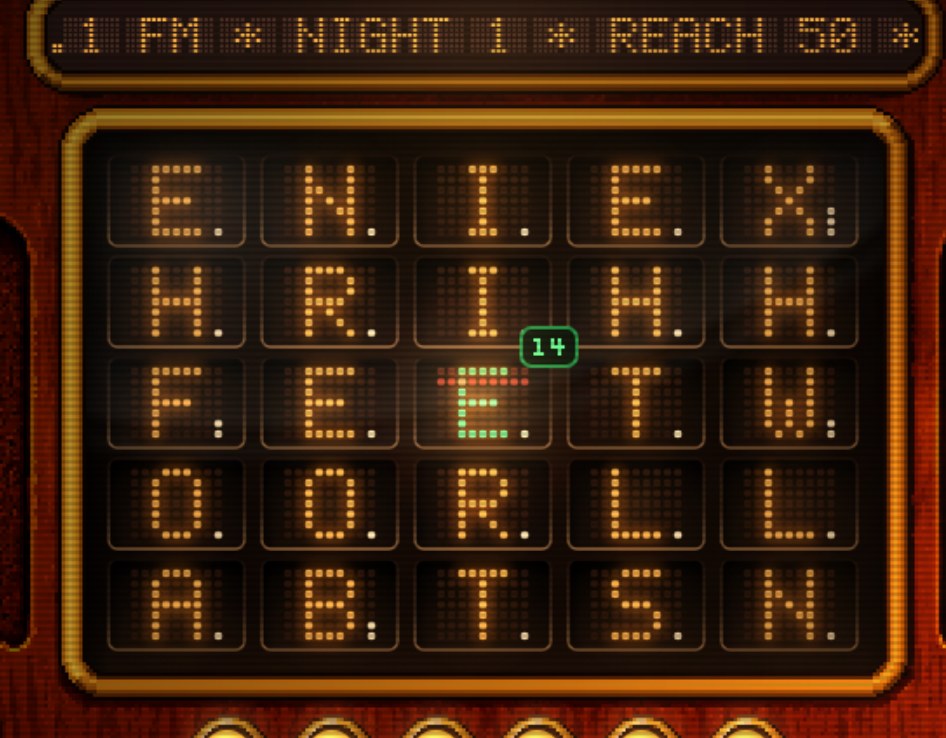 .1 FM * NIGHT 1 * REACH 50 *
E N I E X
H R I H H
14
F E E T W
O O R L L
A B T S N